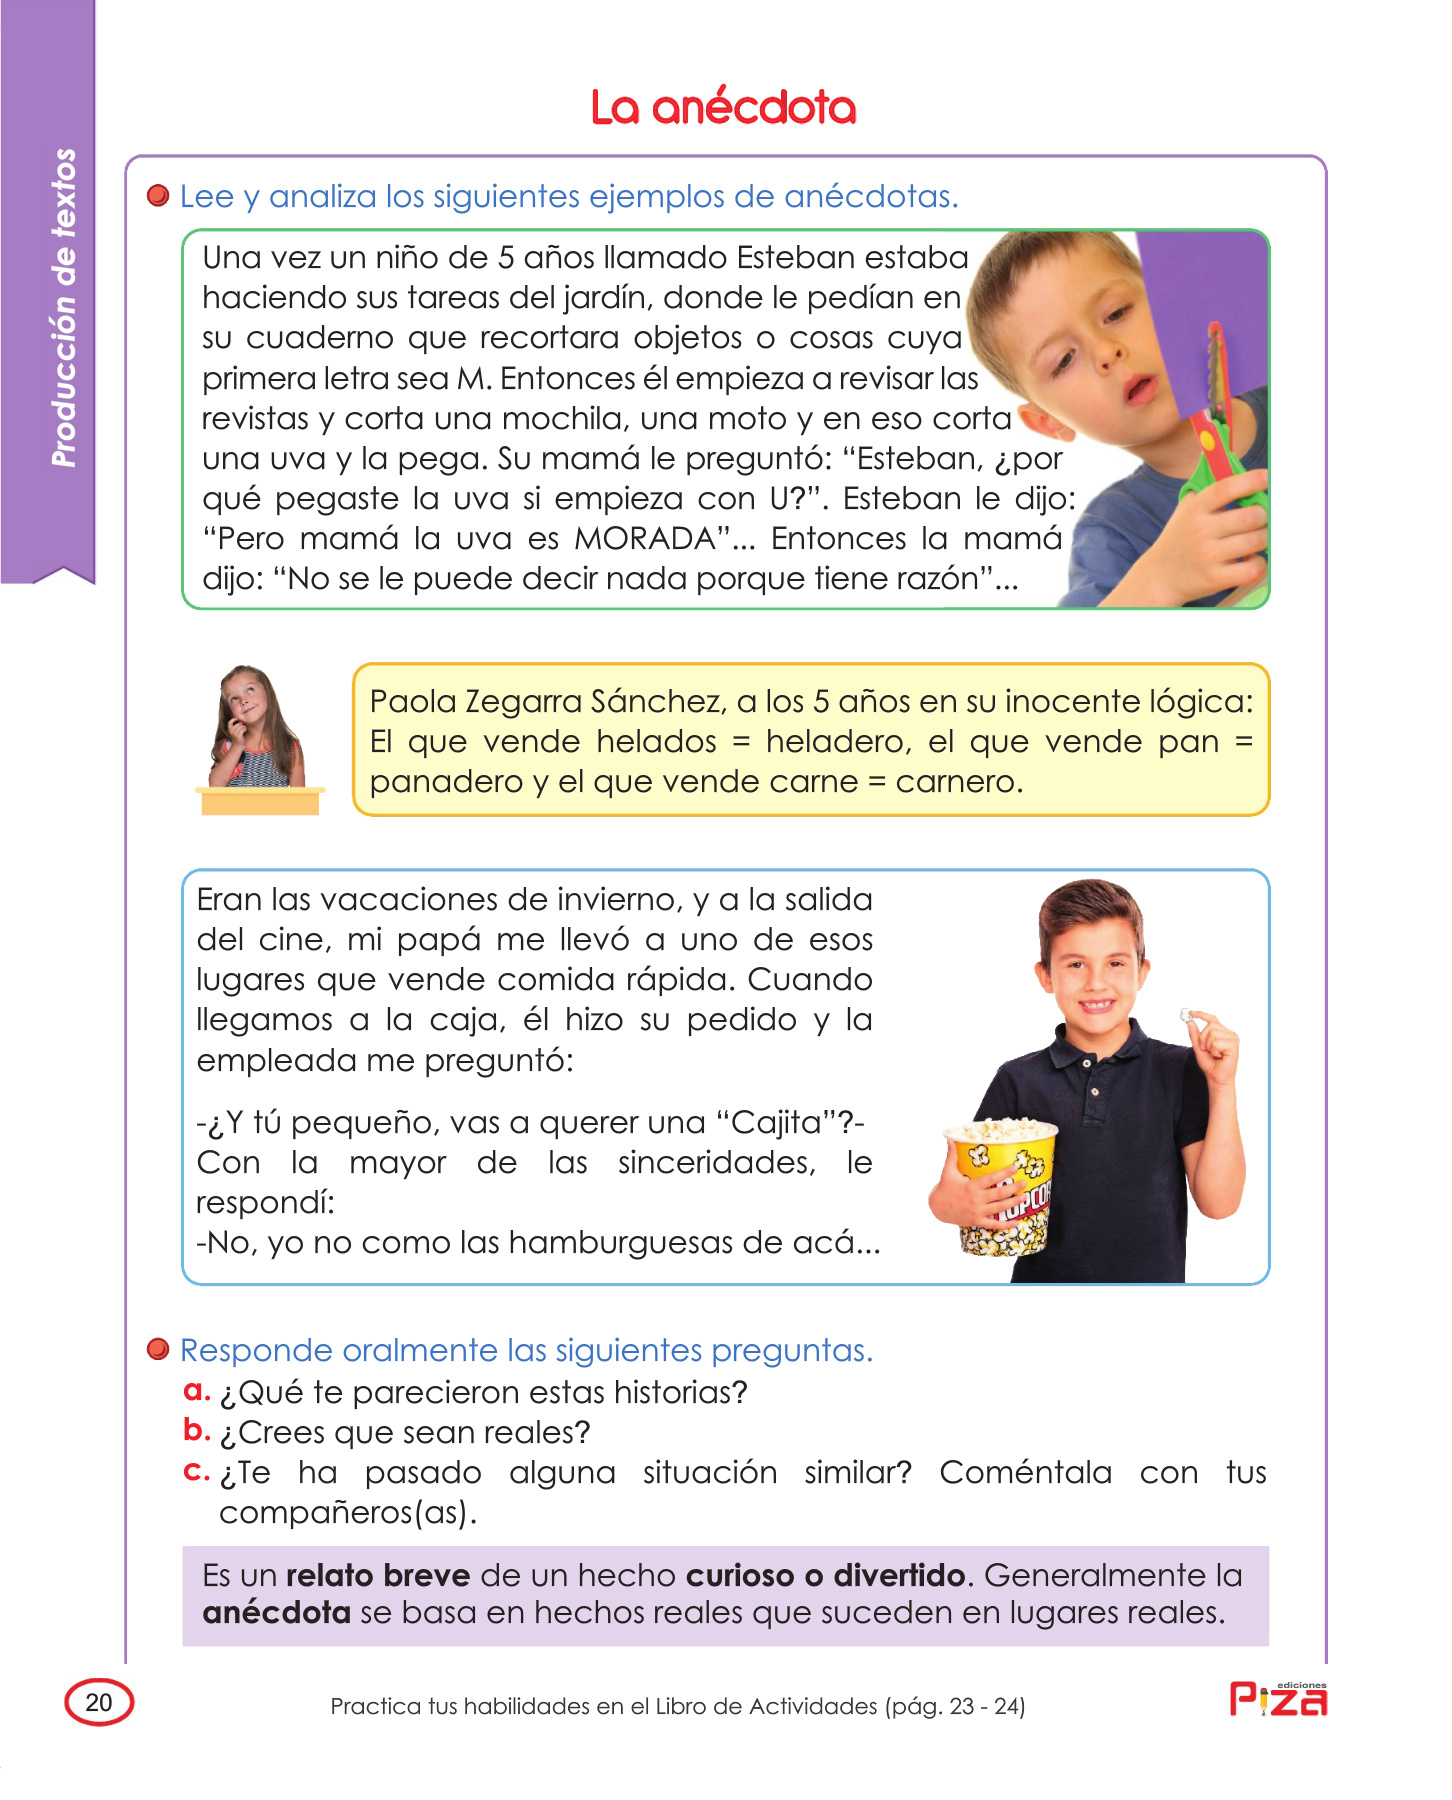 Producción de textos
La anécdota
Lee y analiza los siguientes ejemplos de anécdotas.
Una vez un niño de 5 años llamado Esteban estaba
haciendo sus tareas del jardín, donde le pedían en
su cuaderno que recortara objetos o cosas cuya
primera letra sea M. Entonces él empieza a revisar las
revistas y corta una mochila, una moto y en eso corta
una uva y la pega. Su mamá le preguntó: “Esteban, ¿por
qué pegaste la uva si empieza con U?”. Esteban le dijo:
“Pero mamá la uva es MORADA”... Entonces la mamá
dijo: “No se le puede decir nada porque tiene razón”...
Paola Zegarra Sánchez, a los 5 años en su inocente lógica:
El que vende helados = heladero, el que vende pan =
panadero y el que vende carne = carnero.
Eran las vacaciones de invierno, y a la salida
del cine, mi papá me llevó a uno de esos
lugares que vende comida rápida. Cuando
llegamos a la caja, él hizo su pedido y la
empleada me preguntó:
-¿Y tú pequeño, vas a querer una “Cajita”?-
Con la mayor de las sinceridades, le
respondí:
-No, yo no como las hamburguesas de acá...
Responde oralmente las siguientes preguntas.
a. ¿Qué te parecieron estas historias?
b. ¿Crees que sean reales?
c. ¿Te ha pasado alguna situación similar? Coméntala con tus
compañeros(as).
Es un relato breve de un hecho curioso o divertido. Generalmente la
anécdota se basa en hechos reales que suceden en lugares reales.
20
Practica tus habilidades en el Libro de Actividades (pág. 23 - 24)
ediciones
Piza